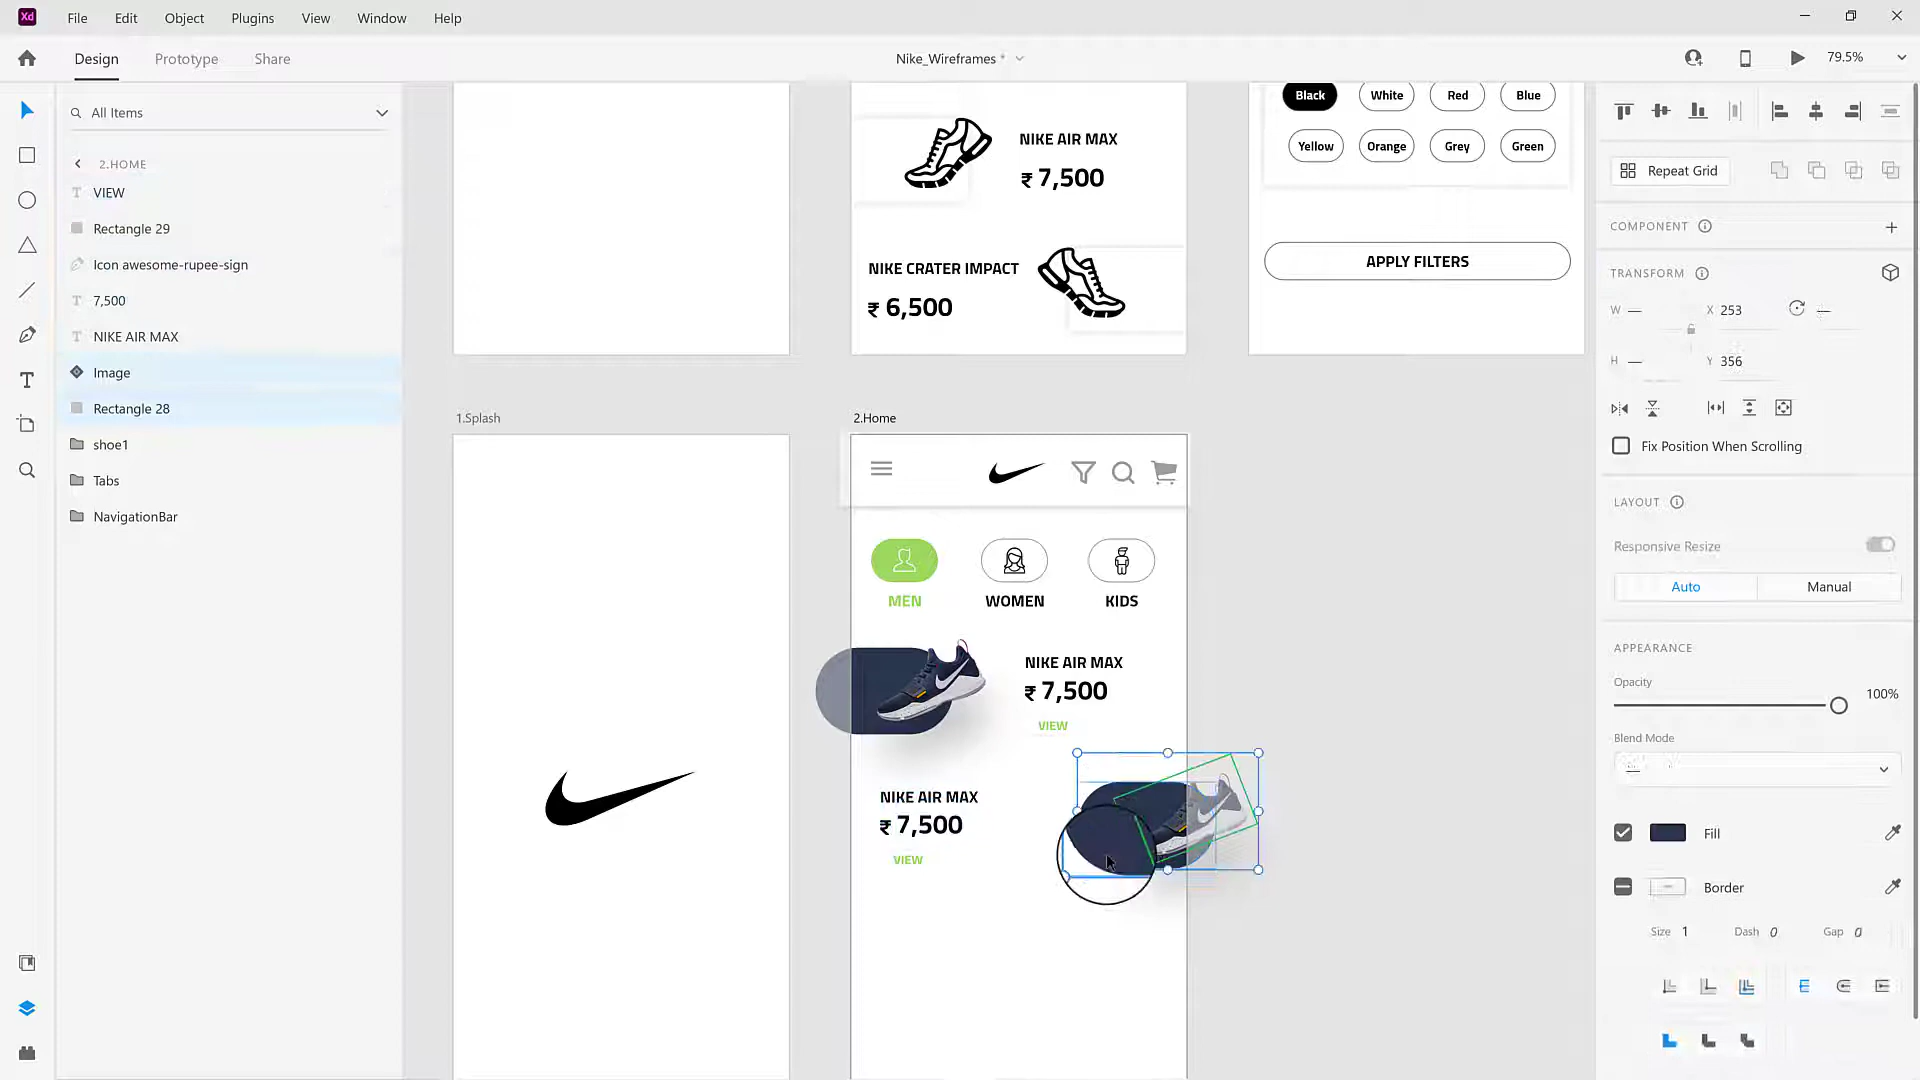 Xd File Edit Object Plugins View Window Help
Design Prototype Share Nike_Wireframes * 79.5%
All Items
2.HOME
VIEW
Rectangle 29
Icon awesome-rupee-sign
7,500
NIKE AIR MAX
Image
Rectangle 28
shoe1
Tabs
NavigationBar
NIKE AIR MAX
₹ 7,500
NIKE CRATER IMPACT
₹ 6,500
Black White Red Blue
Yellow Orange Grey Green
APPLY FILTERS
1.Splash
2.Home
MEN WOMEN KIDS
NIKE AIR MAX
₹ 7,500
VIEW
NIKE AIR MAX
₹ 7,500
VIEW
Repeat Grid
COMPONENT
TRANSFORM
W — X 253 —
H — Y 356
Fix Position When Scrolling
LAYOUT
Responsive Resize
Auto Manual
APPEARANCE
Opacity
100%
Blend Mode
Fill
Border
Size 1 Dash 0 Gap 0